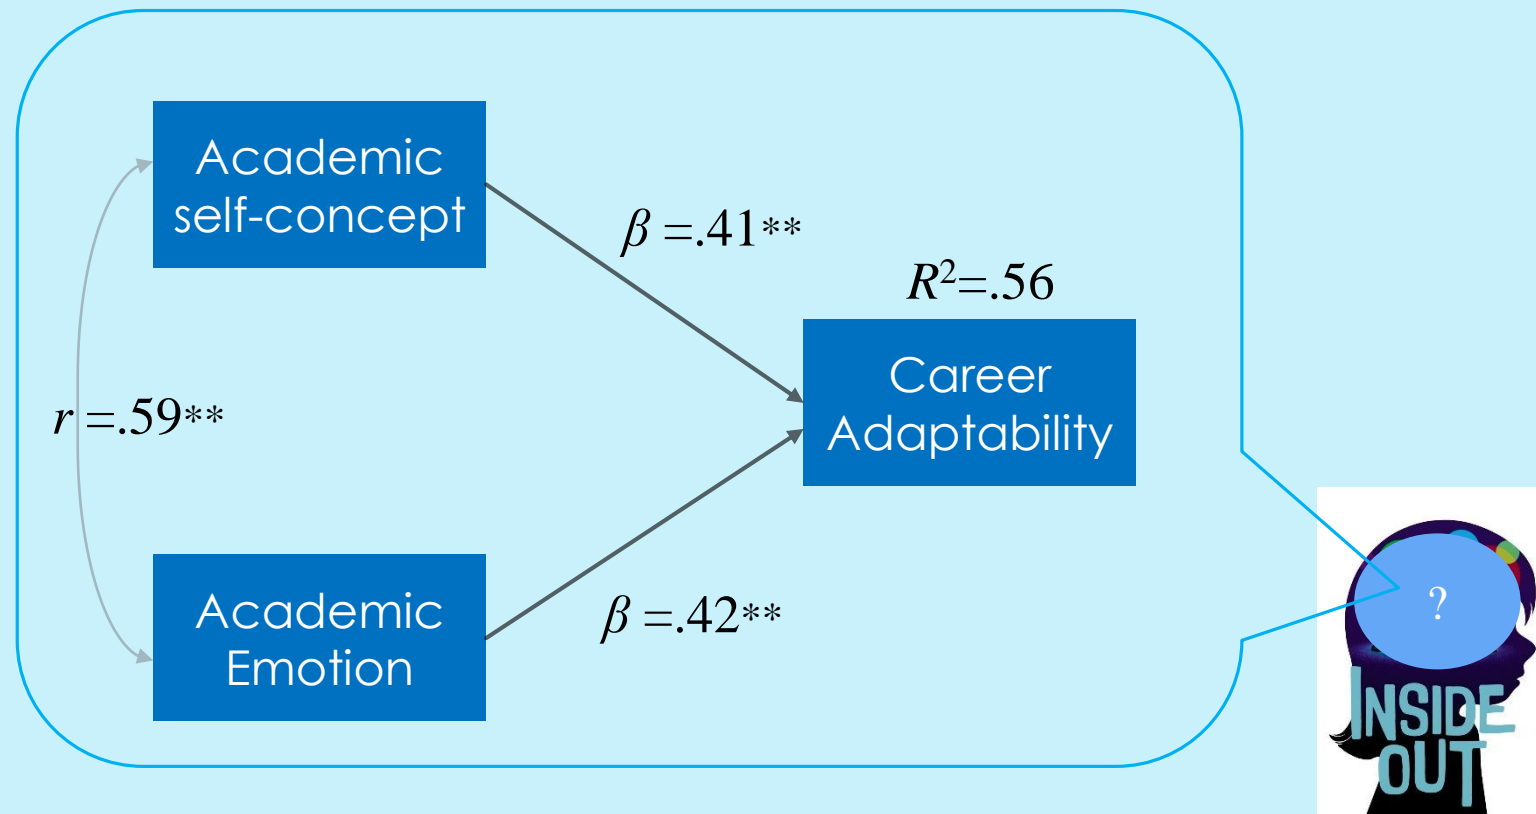 Academic
self-concept
β =.41**
R²=.56
Career
Adaptability
r =.59**
Academic
Emotion
β =.42**
?
INSIDE
OUT